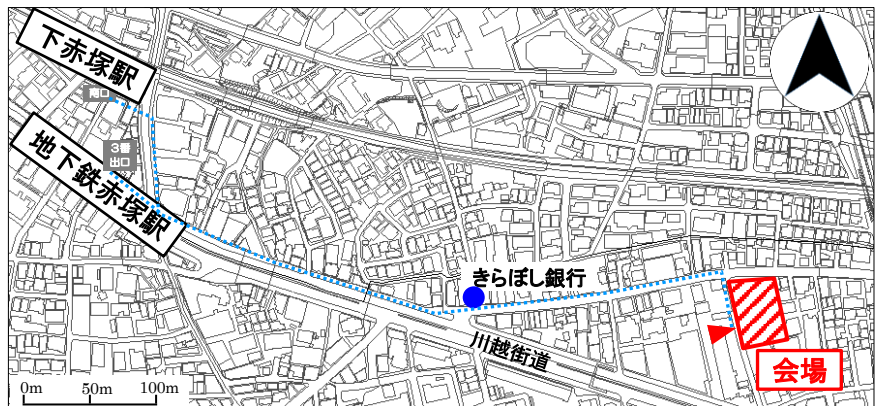 下赤塚駅
南口
3番
出口
地下鉄赤塚駅
きらぼし銀行
川越街道
会場
0m 50m 100m